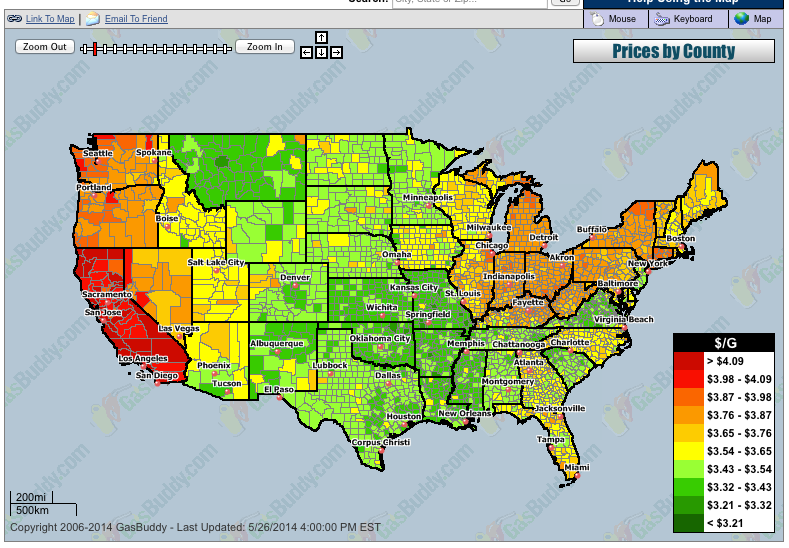 Search:
City, State or Zip...
Go
Help Using the Map
Link To Map | Email To Friend
Mouse
Keyboard
Map
Zoom Out
Zoom In
Prices by County
Seattle
Spokane
Portland
Boise
Minneapolis
Milwaukee
Buffalo
Detroit
Boston
Chicago
Salt Lake City
Omaha
Akron
New York
Denver
Indianapolis
Baltimore
Sacramento
Kansas City
St. Louis
San Jose
Wichita
Fayette
Springfield
Virginia Beach
Las Vegas
Albuquerque
Oklahoma City
Memphis
Chattanooga
Charlotte
Los Angeles
Phoenix
Lubbock
Atlanta
San Diego
Tucson
Dallas
Montgomery
El Paso
Houston
New Orleans
Jacksonville
Corpus Christi
Tampa
Miami
$/G
> $4.09
$3.98 - $4.09
$3.87 - $3.98
$3.76 - $3.87
$3.65 - $3.76
$3.54 - $3.65
$3.43 - $3.54
$3.32 - $3.43
$3.21 - $3.32
< $3.21
200mi
500km
Copyright 2006-2014 GasBuddy - Last Updated: 5/26/2014 4:00:00 PM EST
GasBuddy.com